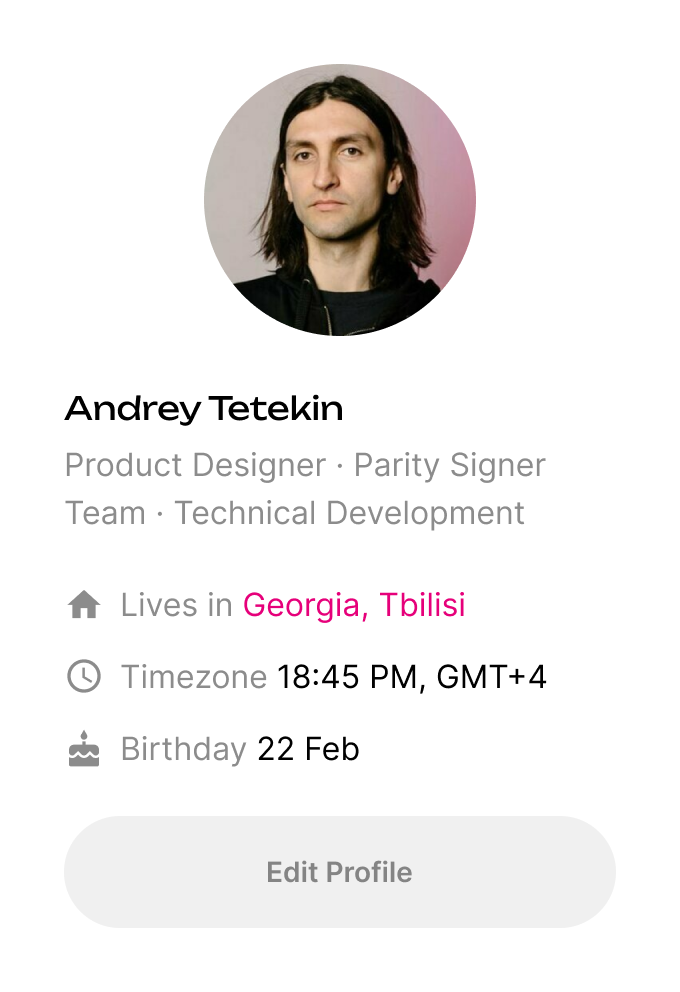 Andrey Tetekin
Product Designer · Parity Signer
Team · Technical Development
Lives in Georgia, Tbilisi
Timezone 18:45 PM, GMT+4
Birthday 22 Feb
Edit Profile